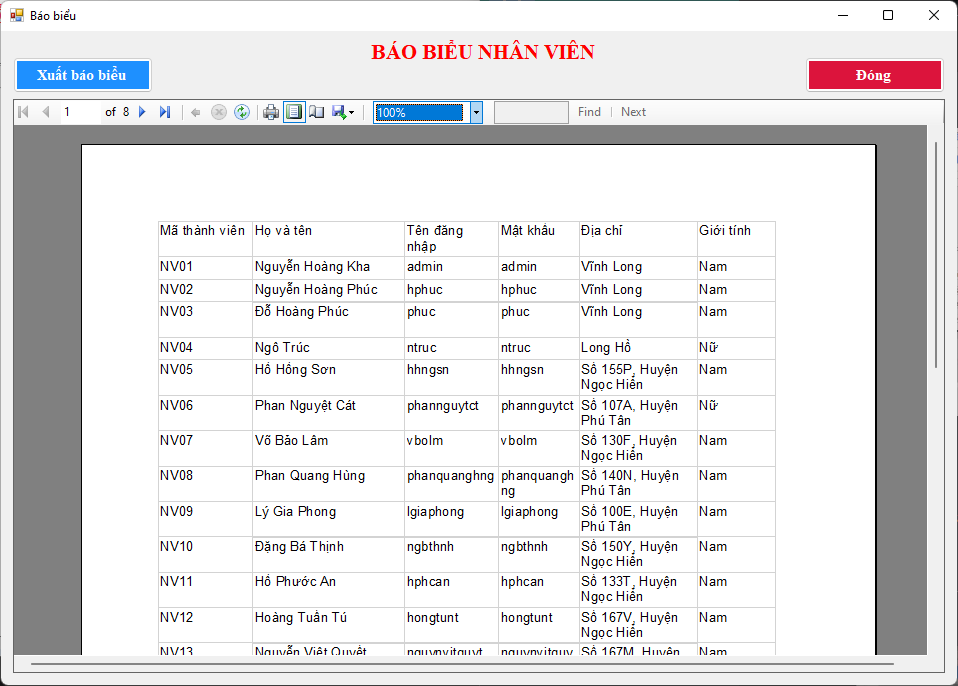 Báo biểu
BÁO BIỂU NHÂN VIÊN
Xuất báo biểu
Đóng
1 of 8 100% Find Next
Mã thành viên Họ và tên Tên đăng nhập Mật khẩu Địa chỉ Giới tính
NV01 Nguyễn Hoàng Kha admin admin Vĩnh Long Nam
NV02 Nguyễn Hoàng Phúc hphuc hphuc Vĩnh Long Nam
NV03 Đỗ Hoàng Phúc phuc phuc Vĩnh Long Nam
NV04 Ngô Trúc ntruc ntruc Long Hồ Nữ
NV05 Hồ Hồng Sơn hhngsn hhngsn Số 155P, Huyện Ngọc Hiển Nam
NV06 Phan Nguyệt Cát phannguytct phannguytct Số 107A, Huyện Phú Tân Nữ
NV07 Võ Bảo Lâm vbolm vbolm Số 130F, Huyện Ngọc Hiển Nam
NV08 Phan Quang Hùng phanquanghng phanquanghng Số 140N, Huyện Phú Tân Nam
NV09 Lý Gia Phong lgiaphong lgiaphong Số 100E, Huyện Phú Tân Nam
NV10 Đặng Bá Thịnh ngbthnh ngbthnh Số 150Y, Huyện Ngọc Hiển Nam
NV11 Hồ Phước An hphcan hphcan Số 133T, Huyện Ngọc Hiển Nam
NV12 Hoàng Tuấn Tú hongtunt hongtunt Số 167V, Huyện Ngọc Hiển Nam
NV13 Nguyễn Việt Quyết nguynvitquyt nguynvitquy Số 167M, Huyện Nam